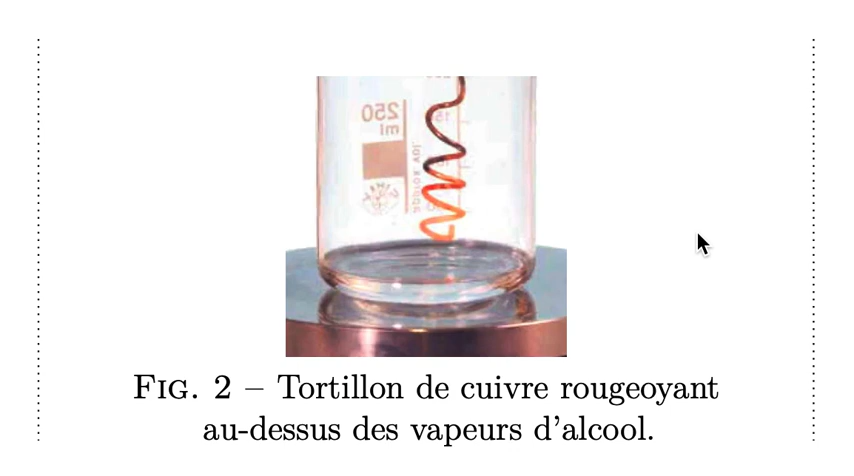 250
ml
FIG. 2 – Tortillon de cuivre rougeoyant
au-dessus des vapeurs d'alcool.